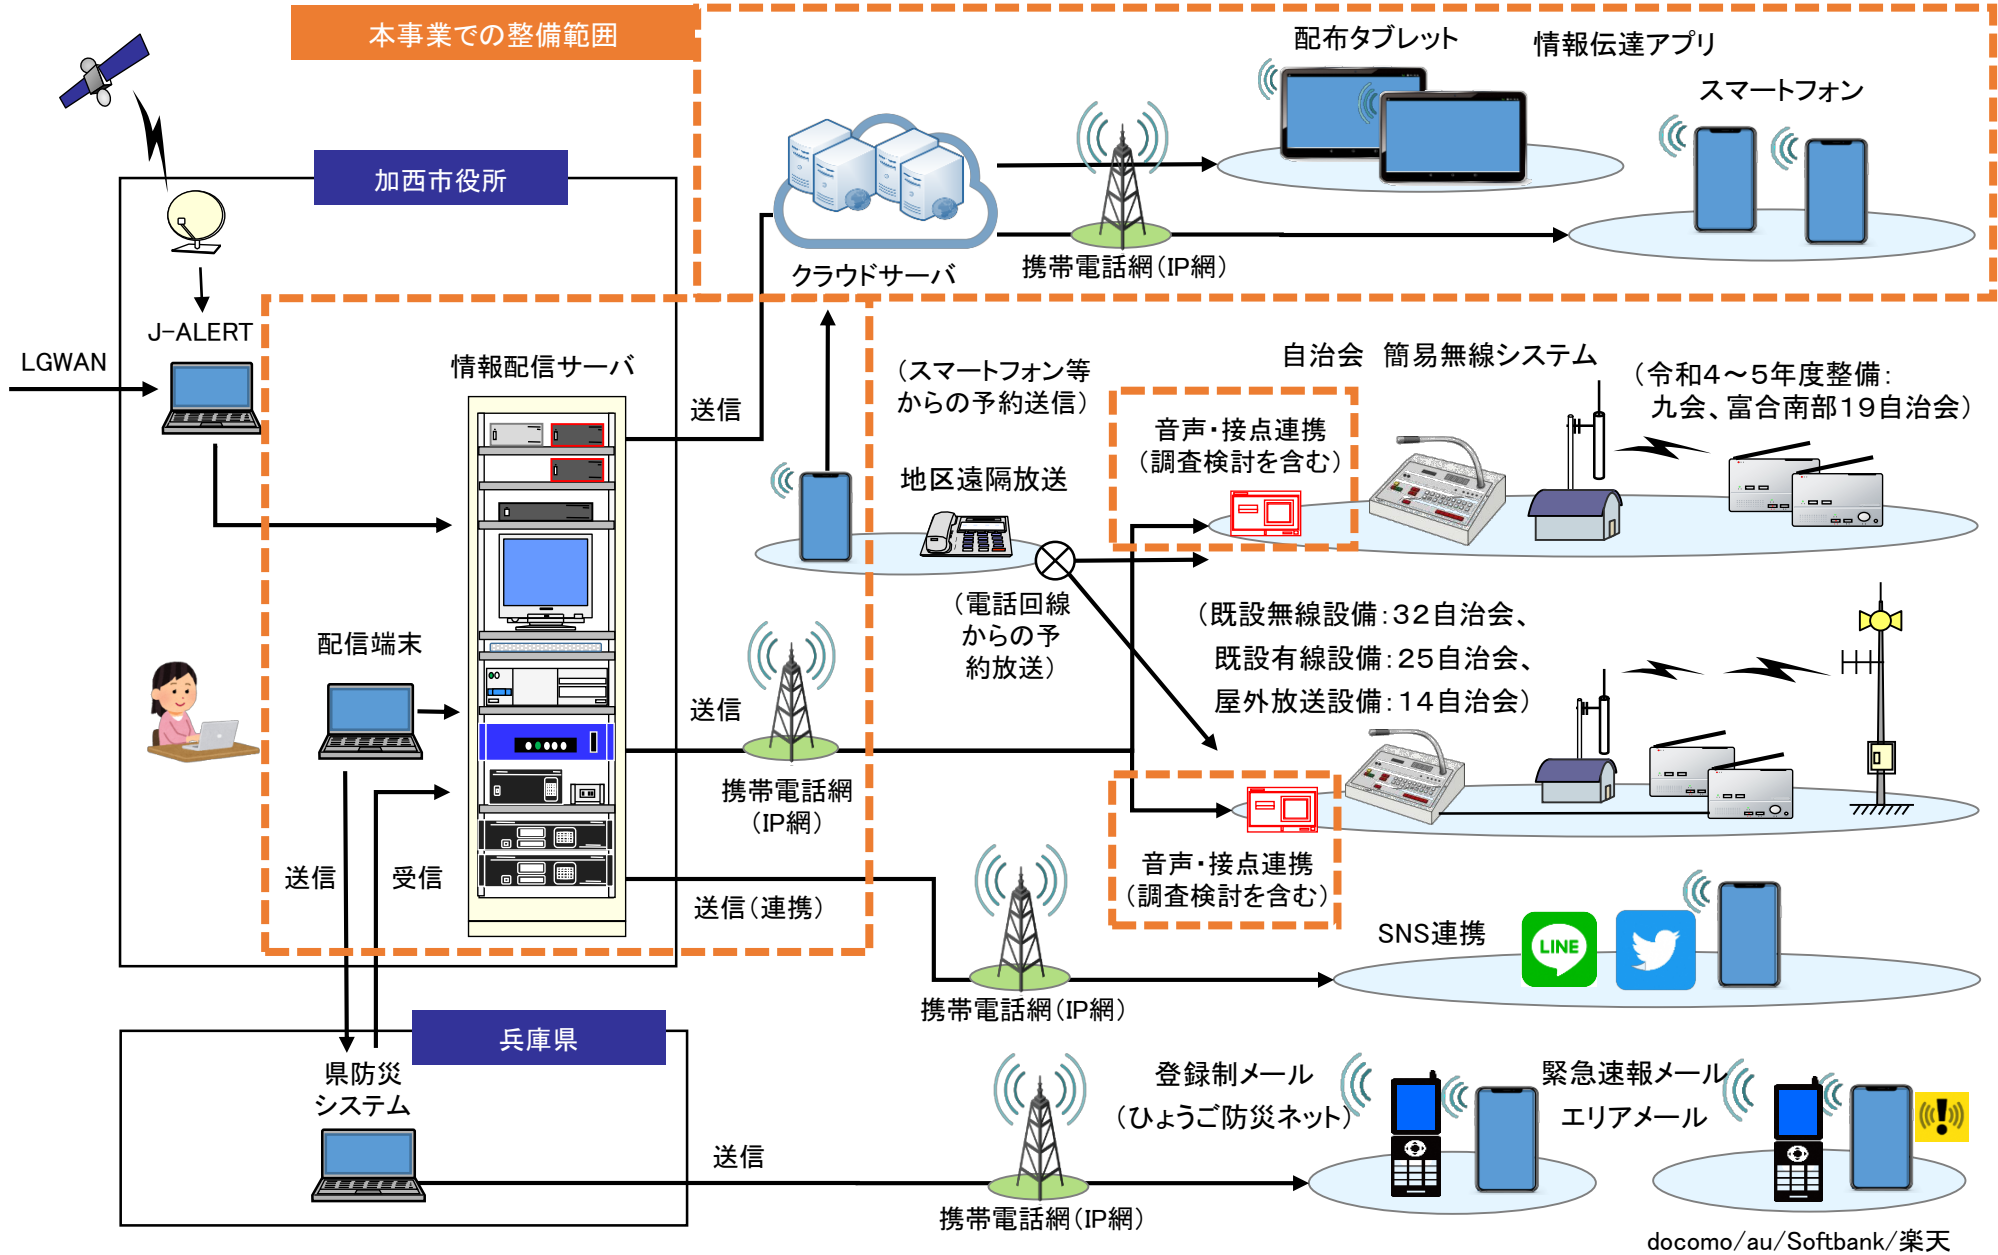 本事業での整備範囲
配布タブレット
情報伝達アプリ
スマートフォン
加西市役所
クラウドサーバ
携帯電話網（IP網）
J-ALERT
LGWAN
情報配信サーバ
送信
（スマートフォン等
からの予約送信）
自治会　簡易無線システム
（令和４～５年度整備：
九会、富合南部１９自治会）
音声・接点連携
（調査検討を含む）
地区遠隔放送
（電話回線
からの予
約放送）
（既設無線設備：３２自治会、
既設有線設備：２５自治会、
屋外放送設備：１４自治会）
配信端末
送信
携帯電話網
（IP網）
送信
受信
送信（連携）
音声・接点連携
（調査検討を含む）
SNS連携
LINE
携帯電話網（IP網）
兵庫県
県防災
システム
送信
携帯電話網（IP網）
登録制メール
（ひょうご防災ネット）
緊急速報メール
エリアメール
docomo/au/Softbank/楽天